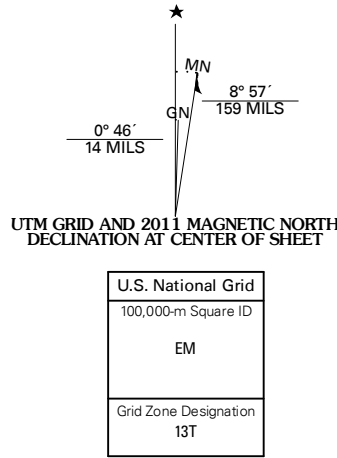 ★
MN
GN
8° 57´
159 MILS
0° 46´
14 MILS
UTM GRID AND 2011 MAGNETIC NORTH
DECLINATION AT CENTER OF SHEET
U.S. National Grid
100,000-m Square ID
EM
Grid Zone Designation
13T